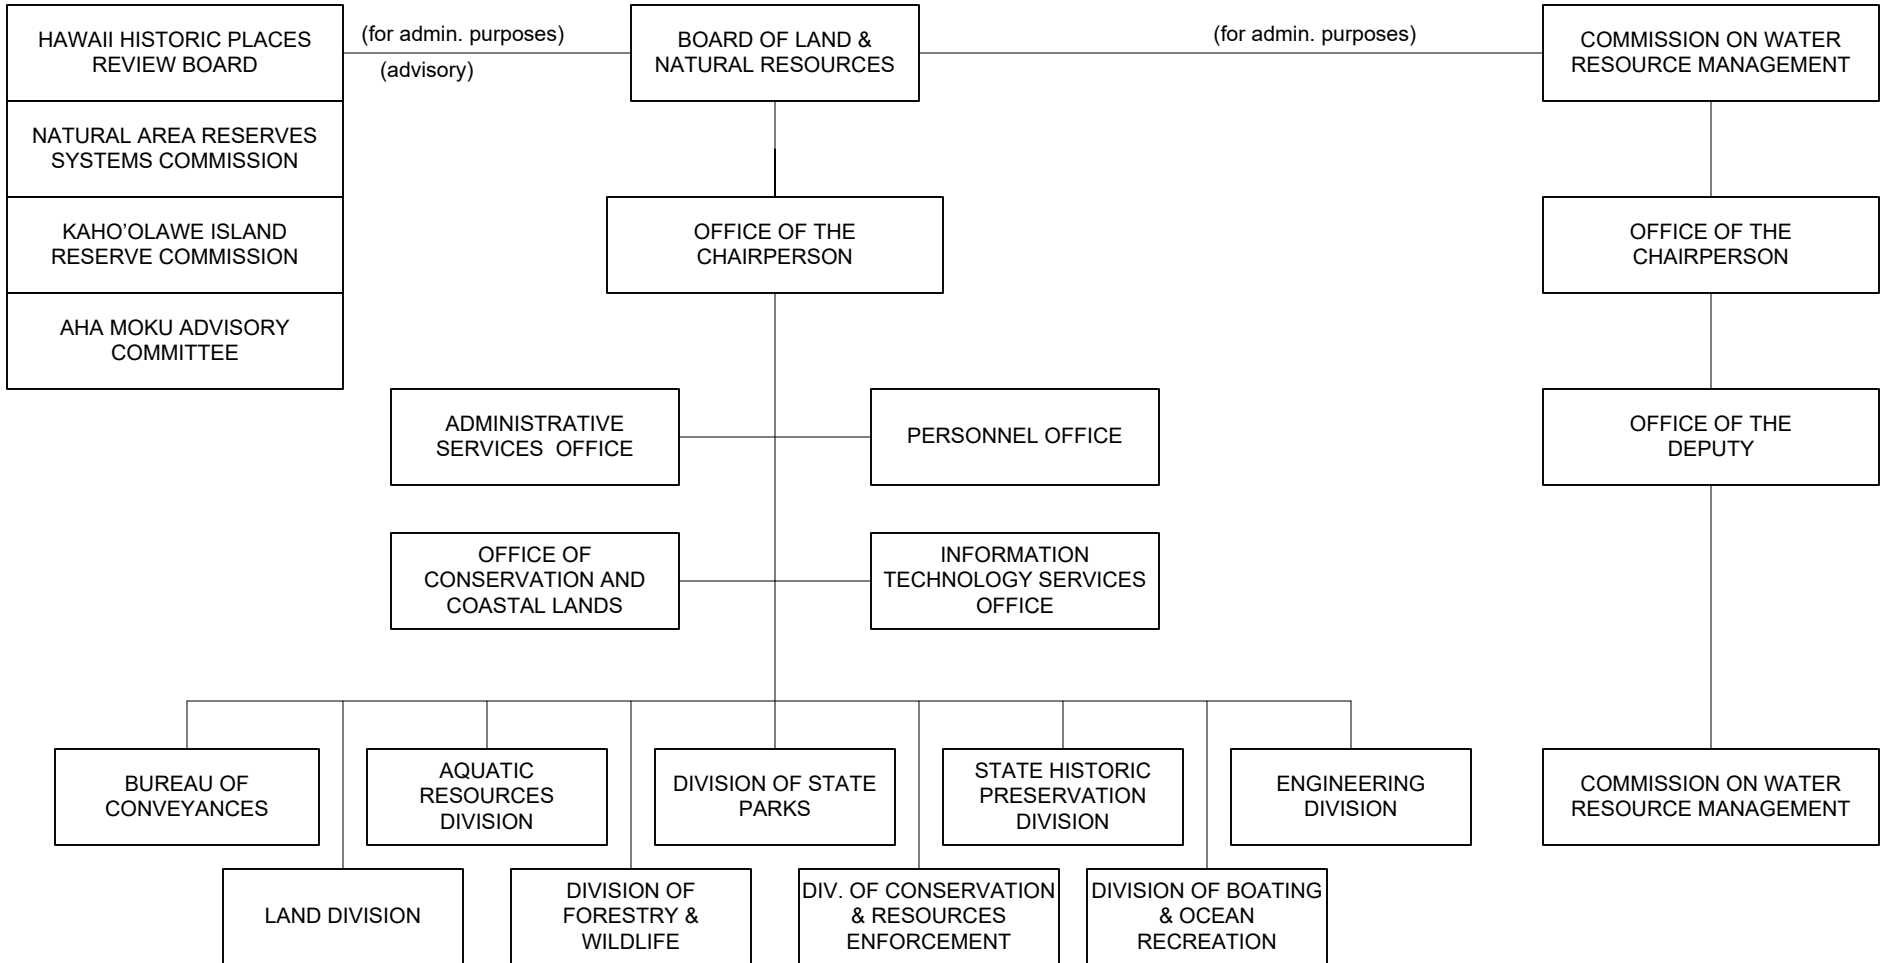 HAWAII HISTORIC PLACES
REVIEW BOARD
(for admin. purposes)
(advisory)
BOARD OF LAND &
NATURAL RESOURCES
(for admin. purposes)
COMMISSION ON WATER
RESOURCE MANAGEMENT
NATURAL AREA RESERVES
SYSTEMS COMMISSION
KAHO’OLAWE ISLAND
RESERVE COMMISSION
OFFICE OF THE
CHAIRPERSON
OFFICE OF THE
CHAIRPERSON
AHA MOKU ADVISORY
COMMITTEE
ADMINISTRATIVE
SERVICES  OFFICE
PERSONNEL OFFICE
OFFICE OF THE
DEPUTY
OFFICE OF
CONSERVATION AND
COASTAL LANDS
INFORMATION
TECHNOLOGY SERVICES
OFFICE
BUREAU OF
CONVEYANCES
AQUATIC
RESOURCES
DIVISION
DIVISION OF STATE
PARKS
STATE HISTORIC
PRESERVATION
DIVISION
ENGINEERING
DIVISION
COMMISSION ON WATER
RESOURCE MANAGEMENT
LAND DIVISION
DIVISION OF
FORESTRY &
WILDLIFE
DIV. OF CONSERVATION
& RESOURCES
ENFORCEMENT
DIVISION OF BOATING
& OCEAN
RECREATION